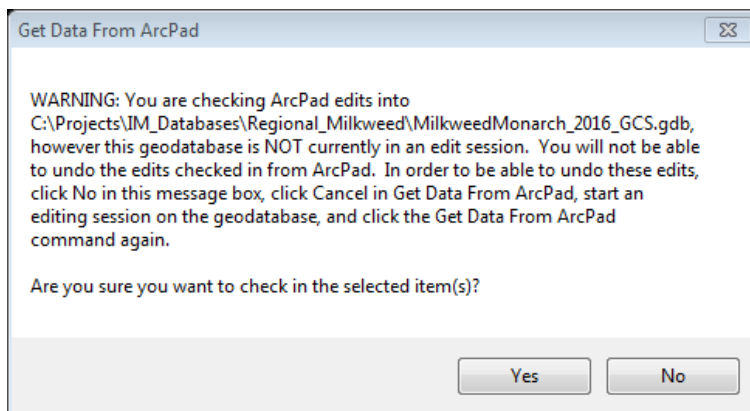 Get Data From ArcPad
WARNING: You are checking ArcPad edits into
C:\Projects\IM_Databases\Regional_Milkweed\MilkweedMonarch_2016_GCS.gdb,
however this geodatabase is NOT currently in an edit session.  You will not be able
to undo the edits checked in from ArcPad.  In order to be able to undo these edits,
click No in this message box, click Cancel in Get Data From ArcPad, start an
editing session on the geodatabase, and click the Get Data From ArcPad
command again.
Are you sure you want to check in the selected item(s)?
Yes
No